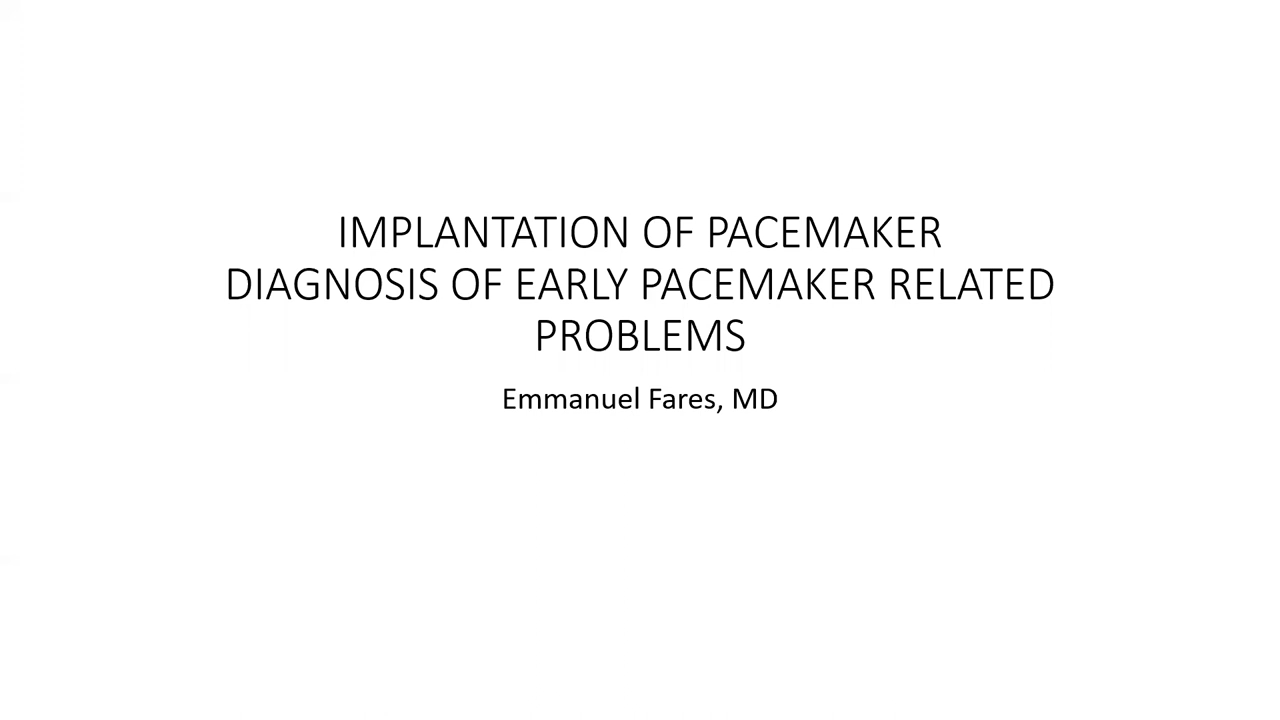 IMPLANTATION OF PACEMAKER
DIAGNOSIS OF EARLY PACEMAKER RELATED
PROBLEMS
Emmanuel Fares, MD